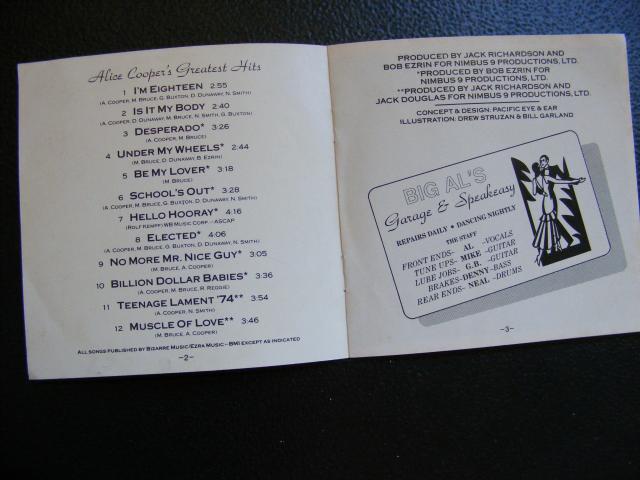 Alice Cooper's Greatest Hits
1 I'M EIGHTEEN 2:55
(A. COOPER, M. BRUCE, G. BUXTON, D. DUNAWAY, N. SMITH)
2 IS IT MY BODY 2:40
(A. COOPER, D. DUNAWAY, M. BRUCE, N. SMITH, G. BUXTON)
3 DESPERADO* 3:26
(A. COOPER, M. BRUCE)
4 UNDER MY WHEELS* 2:44
(M. BRUCE, D. DUNAWAY, B. EZRIN)
5 BE MY LOVER* 3:18
(M. BRUCE)
6 SCHOOL'S OUT* 3:28
(A. COOPER, M. BRUCE, G. BUXTON, D. DUNAWAY, N. SMITH)
7 HELLO HOORAY* 4:16
(ROLF KEMPF) WB MUSIC CORP.—ASCAP
8 ELECTED* 4:06
(A. COOPER, M. BRUCE, G. BUXTON, D. DUNAWAY, N. SMITH)
9 NO MORE MR. NICE GUY* 3:05
(M. BRUCE, A. COOPER)
10 BILLION DOLLAR BABIES* 3:36
(A. COOPER, M. BRUCE, R. REGGIE)
11 TEENAGE LAMENT '74** 3:54
(A. COOPER, N. SMITH)
12 MUSCLE OF LOVE** 3:46
(M. BRUCE, A. COOPER)
ALL SONGS PUBLISHED BY BIZARRE MUSIC/EZRA MUSIC—BMI EXCEPT AS INDICATED
–2–
PRODUCED BY JACK RICHARDSON AND
BOB EZRIN FOR NIMBUS 9 PRODUCTIONS, LTD.
*PRODUCED BY BOB EZRIN FOR
NIMBUS 9 PRODUCTIONS, LTD.
**PRODUCED BY JACK RICHARDSON AND
JACK DOUGLAS FOR NIMBUS 9 PRODUCTIONS, LTD.
CONCEPT & DESIGN: PACIFIC EYE & EAR
ILLUSTRATION: DREW STRUZAN & BILL GARLAND
BIG AL'S
Garage & Speakeasy
REPAIRS DAILY • DANCING NIGHTLY
THE STAFF
FRONT ENDS– AL –VOCALS
TUNE UPS– MIKE –GUITAR
LUBE JOBS– G.B. –GUITAR
BRAKES–DENNY–BASS
REAR ENDS– NEAL –DRUMS
–3–